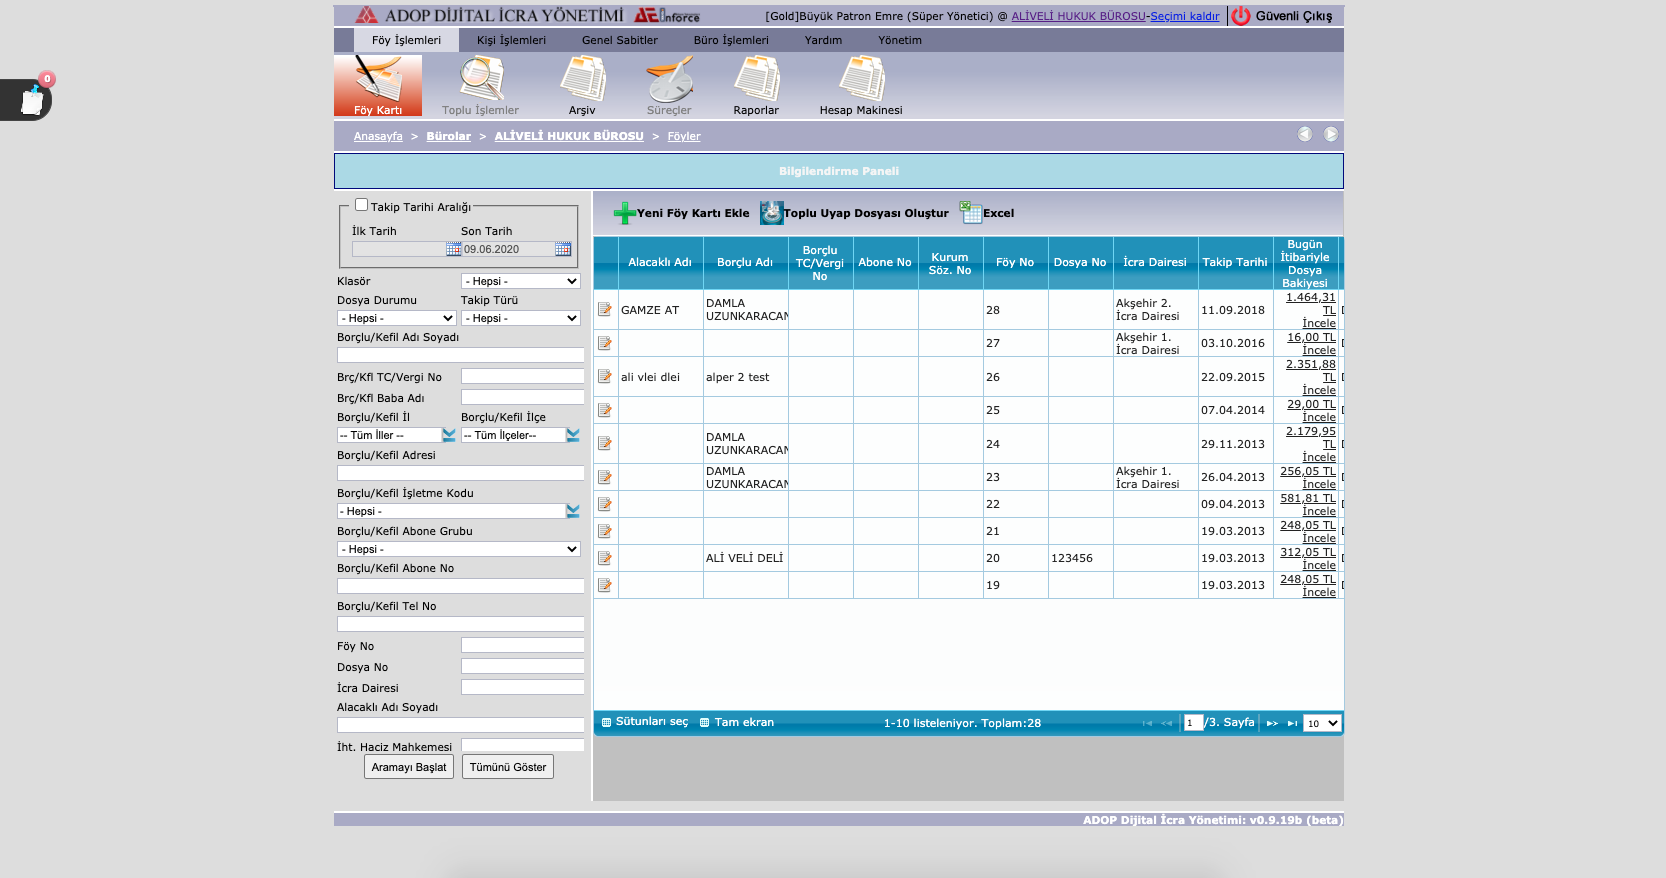 ADOP DİJİTAL İCRA YÖNETİMİ AEInforce [Gold]Büyük Patron Emre (Süper Yönetici) @ ALİVELİ HUKUK BÜROSU-Seçimi kaldır Güvenli Çıkış
Föy İşlemleri Kişi İşlemleri Genel Sabitler Büro İşlemleri Yardım Yönetim
0
Föy Kartı Toplu İşlemler Arşiv Süreçler Raporlar Hesap Makinesi
Anasayfa > Bürolar > ALİVELİ HUKUK BÜROSU > Föyler
Bilgilendirme Paneli
Takip Tarihi Aralığı
İlk Tarih Son Tarih
09.06.2020
Klasör - Hepsi -
Dosya Durumu Takip Türü
- Hepsi - - Hepsi -
Borçlu/Kefil Adı Soyadı
Brç/Kfl TC/Vergi No
Brç/Kfl Baba Adı
Borçlu/Kefil İl Borçlu/Kefil İlçe
-- Tüm İller -- -- Tüm İlçeler--
Borçlu/Kefil Adresi
Borçlu/Kefil İşletme Kodu
- Hepsi -
Borçlu/Kefil Abone Grubu
- Hepsi -
Borçlu/Kefil Abone No
Borçlu/Kefil Tel No
Föy No
Dosya No
İcra Dairesi
Alacaklı Adı Soyadı
İht. Haciz Mahkemesi
Aramayı Başlat Tümünü Göster
Yeni Föy Kartı Ekle Toplu Uyap Dosyası Oluştur Excel
Alacaklı Adı Borçlu Adı Borçlu TC/Vergi No Abone No Kurum Söz. No Föy No Dosya No İcra Dairesi Takip Tarihi Bugün İtibariyle Dosya Bakiyesi
GAMZE AT DAMLA UZUNKARACAN 28 Akşehir 2. İcra Dairesi 11.09.2018 1.464,31 TL İncele
27 Akşehir 1. İcra Dairesi 03.10.2016 16,00 TL İncele
ali vlei dlei alper 2 test 26 22.09.2015 2.351,88 TL İncele
25 07.04.2014 29,00 TL İncele
DAMLA UZUNKARACAN 24 29.11.2013 2.179,95 TL İncele
DAMLA UZUNKARACAN 23 Akşehir 1. İcra Dairesi 26.04.2013 256,05 TL İncele
22 09.04.2013 581,81 TL İncele
21 19.03.2013 248,05 TL İncele
ALİ VELİ DELİ 20 123456 19.03.2013 312,05 TL İncele
19 19.03.2013 248,05 TL İncele
Sütunları seç Tam ekran 1-10 listeleniyor. Toplam:28 1 /3. Sayfa 10
ADOP Dijital İcra Yönetimi: v0.9.19b (beta)